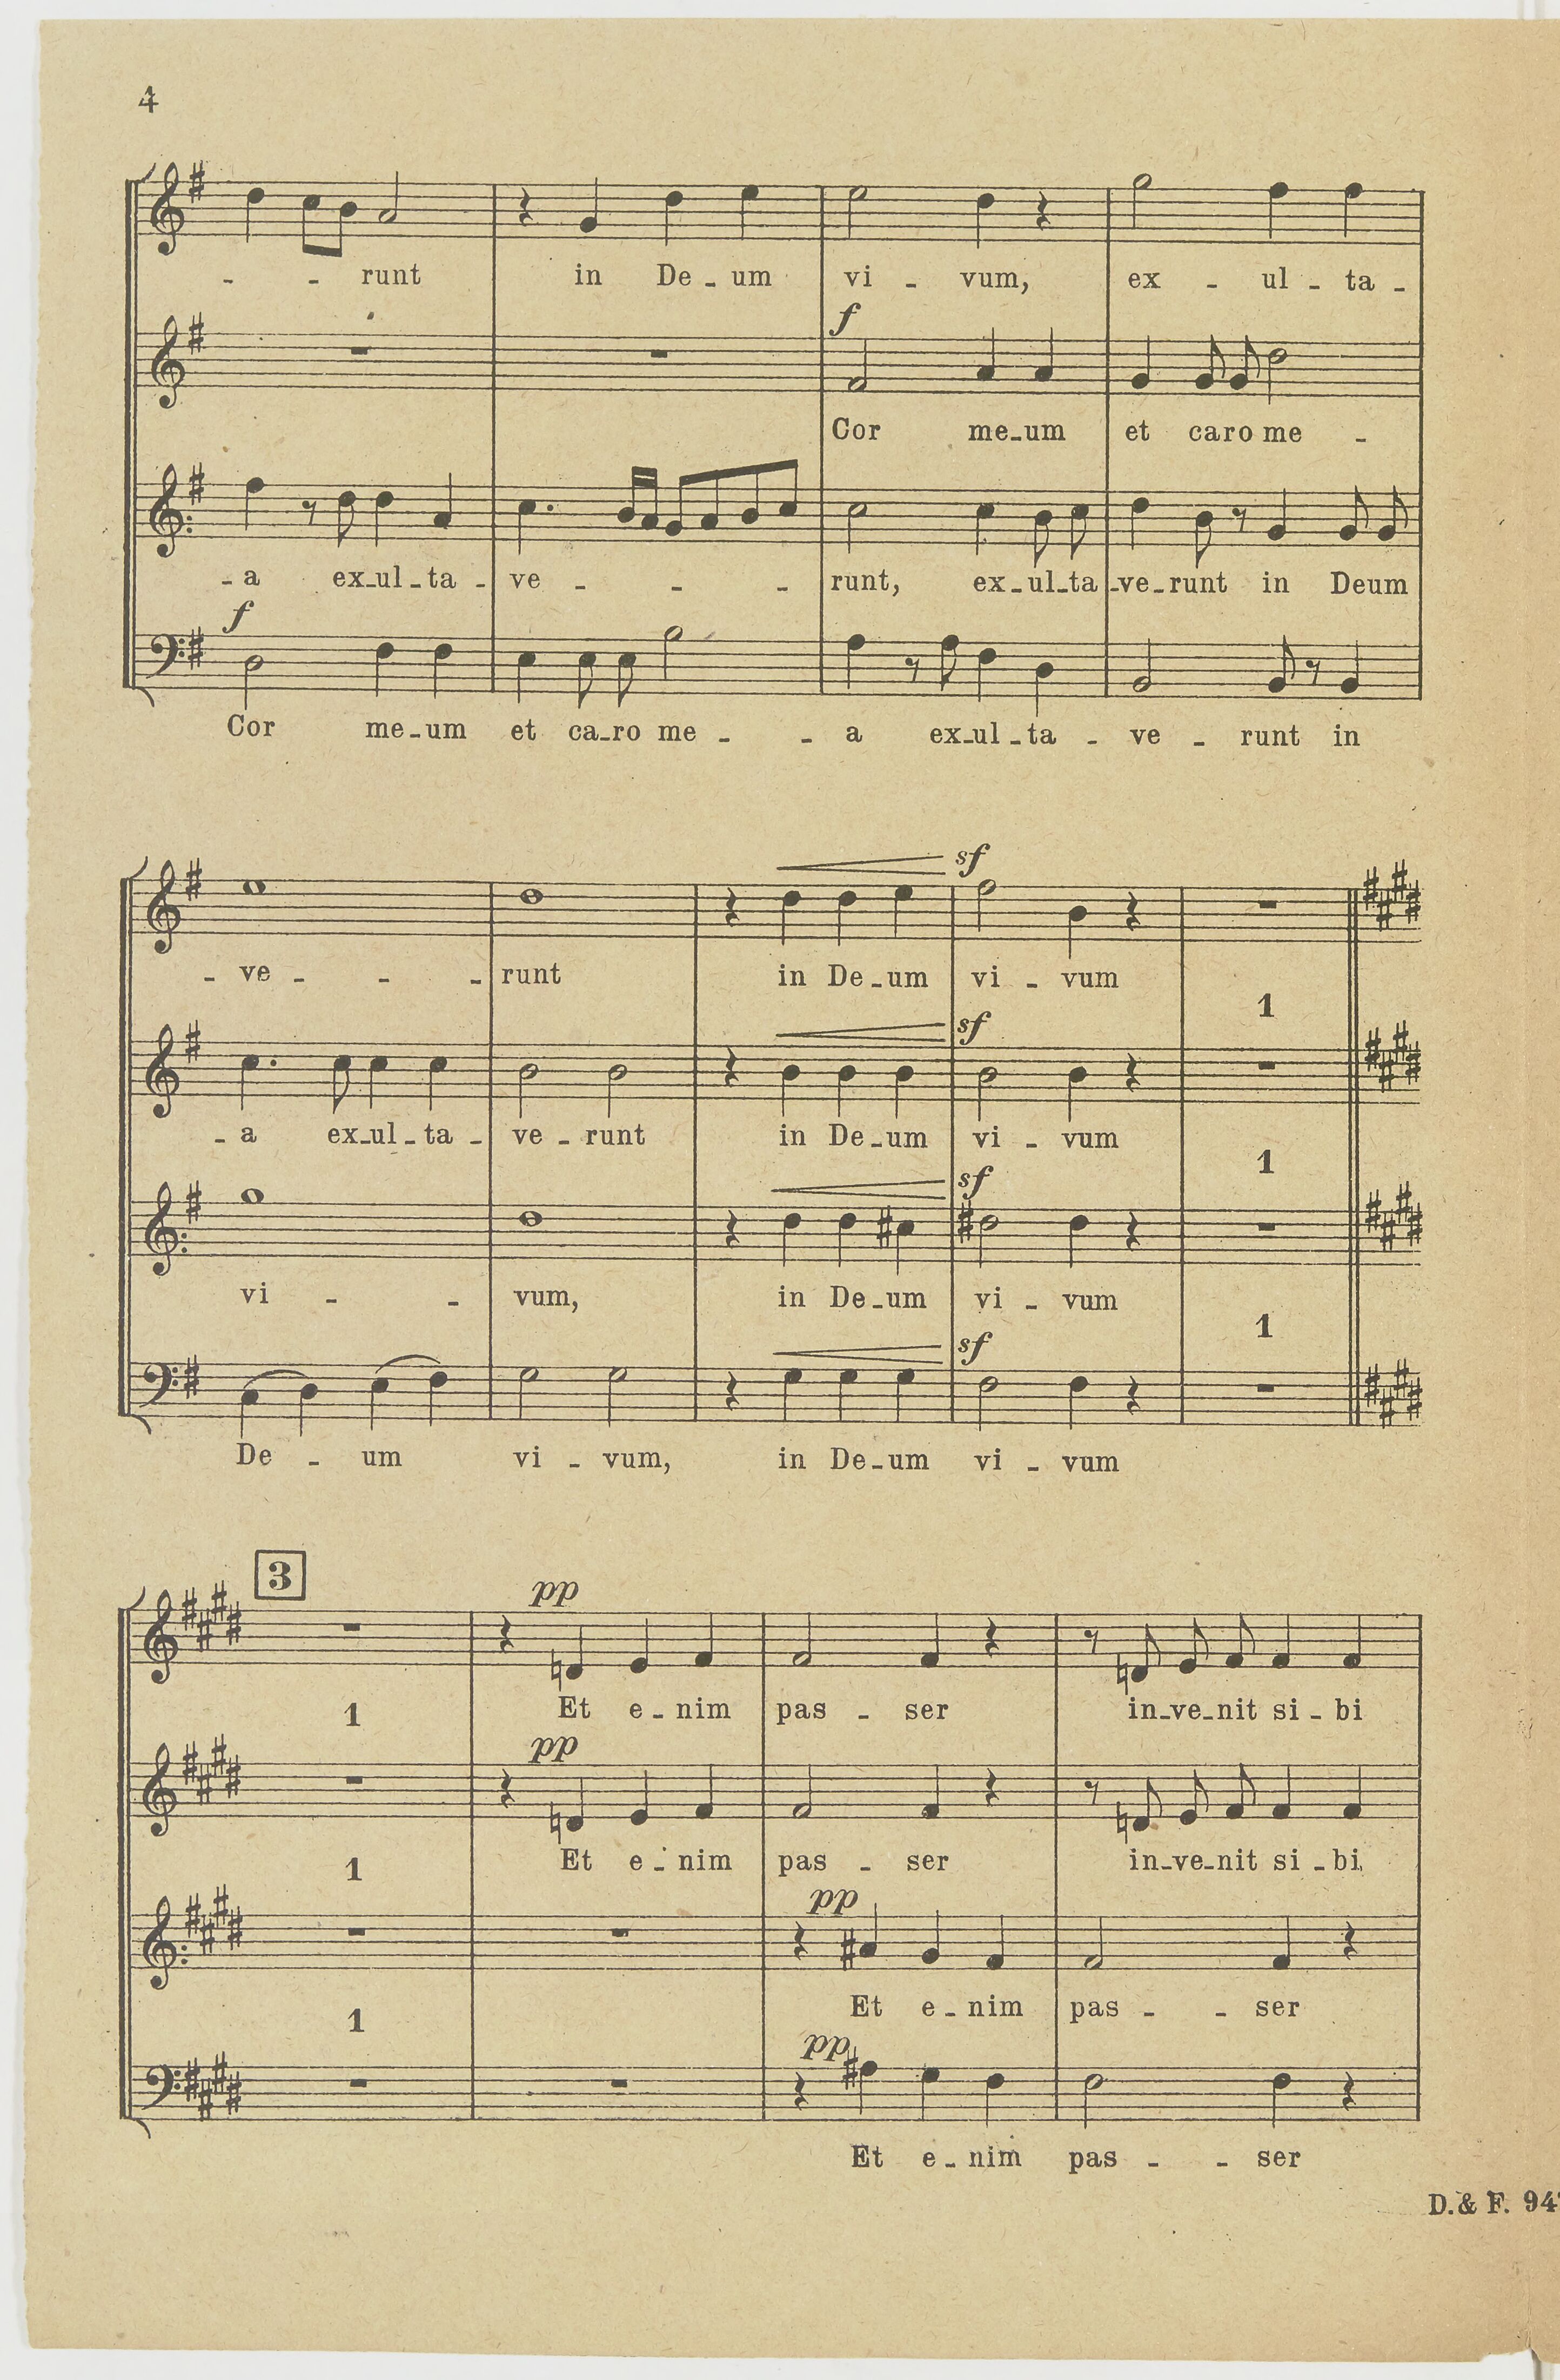 4
- - runt in De - um vi - vum, ex - ul - ta -
f
Cor me - um et caro me -
- a ex - ul - ta - ve - - - runt, ex - ul - ta - ve - runt in Deum
f
Cor me - um et ca - ro me - - a ex - ul - ta - ve - runt in
sf
- ve - - - runt in De - um vi - vum
1
sf
- a ex - ul - ta - ve - runt in De - um vi - vum
1
sf
vi - - vum, in De - um vi - vum
1
sf
De - um vi - vum, in De - um vi - vum
3
pp
1 Et e - nim pas - ser in - ve - nit si - bi
pp
1 Et e - nim pas - ser in - ve - nit si - bi
pp
Et e - nim pas - - ser
1
pp
Et e - nim pas - - ser
D. & F. 94